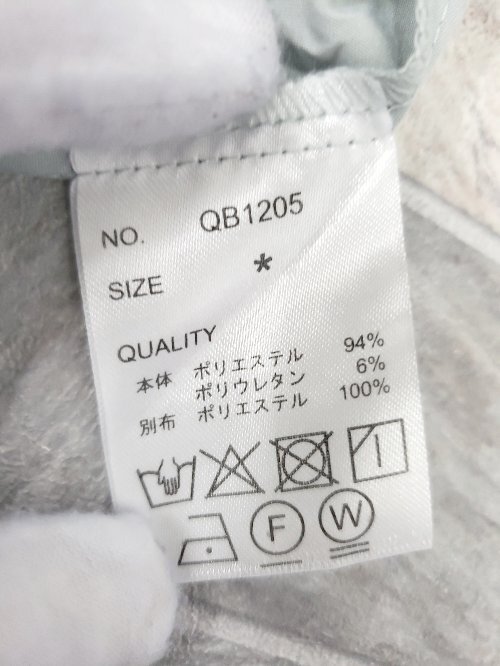 NO. QB1205
SIZE *
QUALITY
本体 ポリエステル 94%
ポリウレタン 6%
別布 ポリエステル 100%
F W